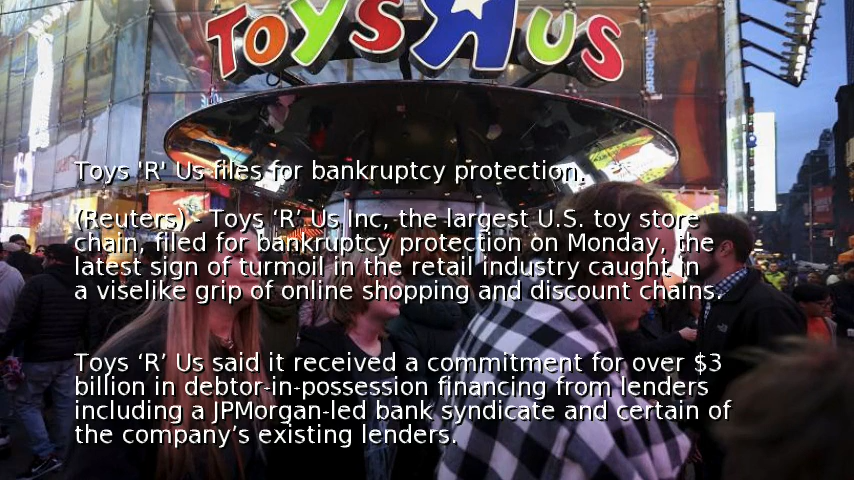 TOYS R US
Toys 'R' Us files for bankruptcy protection.
(Reuters) - Toys ‘R’ Us Inc, the largest U.S. toy store
chain, filed for bankruptcy protection on Monday, the
latest sign of turmoil in the retail industry caught in
a viselike grip of online shopping and discount chains.
Toys ‘R’ Us said it received a commitment for over $3
billion in debtor-in-possession financing from lenders
including a JPMorgan-led bank syndicate and certain of
the company’s existing lenders.